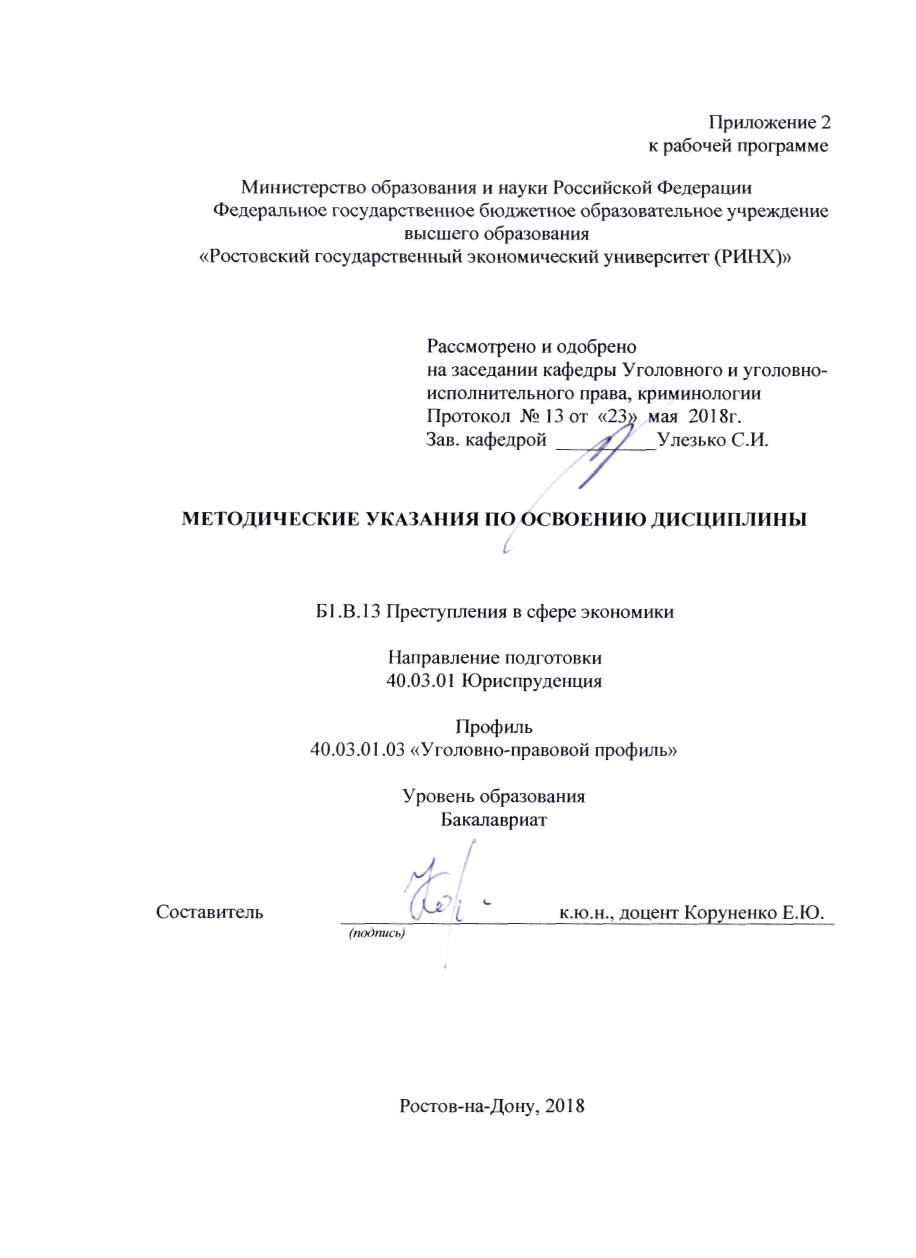 Приложение 2
к рабочей программе
Министерство образования и науки Российской Федерации
Федеральное государственное бюджетное образовательное учреждение
высшего образования
«Ростовский государственный экономический университет (РИНХ)»
Рассмотрено и одобрено
на заседании кафедры Уголовного и уголовно-
исполнительного права, криминологии
Протокол № 13 от «23» мая 2018г.
Зав. кафедрой __________Улезько С.И.
МЕТОДИЧЕСКИЕ УКАЗАНИЯ ПО ОСВОЕНИЮ ДИСЦИПЛИНЫ
Б1.В.13 Преступления в сфере экономики
Направление подготовки
40.03.01 Юриспруденция
Профиль
40.03.01.03 «Уголовно-правовой профиль»
Уровень образования
Бакалавриат
Составитель к.ю.н., доцент Коруненко Е.Ю.
(подпись)
Ростов-на-Дону, 2018